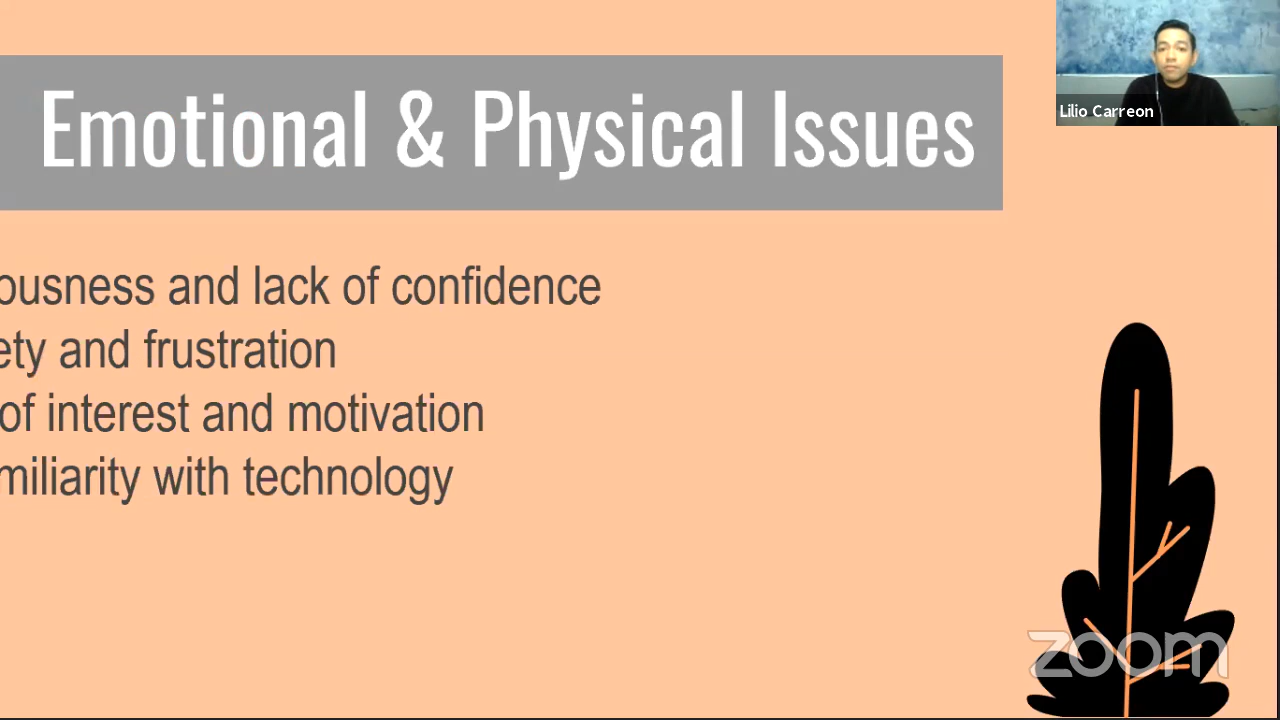 Emotional & Physical Issues
Lilio Carreon
ousness and lack of confidence
ety and frustration
of interest and motivation
miliarity with technology
zoom